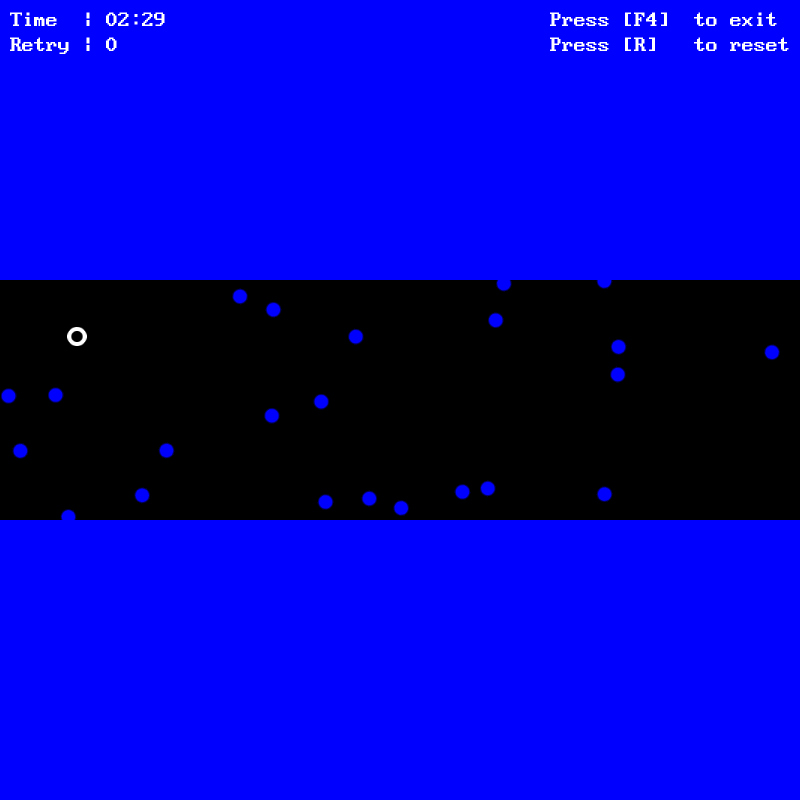 Time  | 02:29
Retry | 0
Press [F4]  to exit
Press [R]   to reset